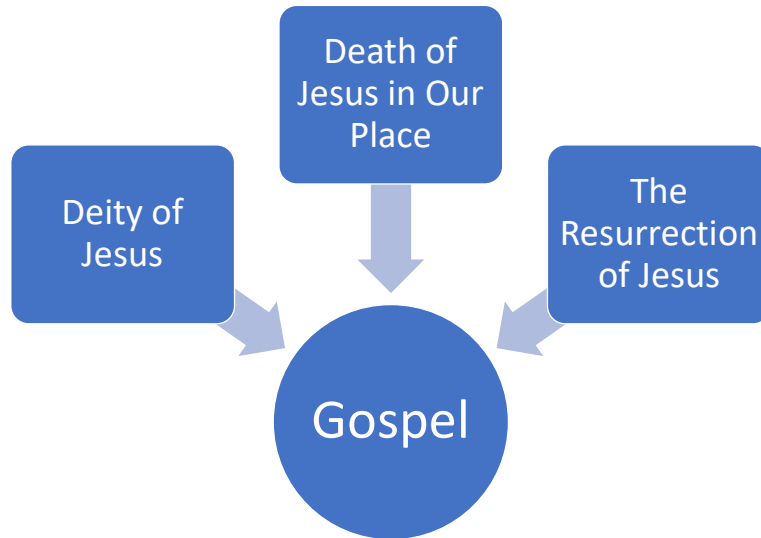 Death of
Jesus in Our
Place
Deity of
Jesus
The
Resurrection
of Jesus
Gospel